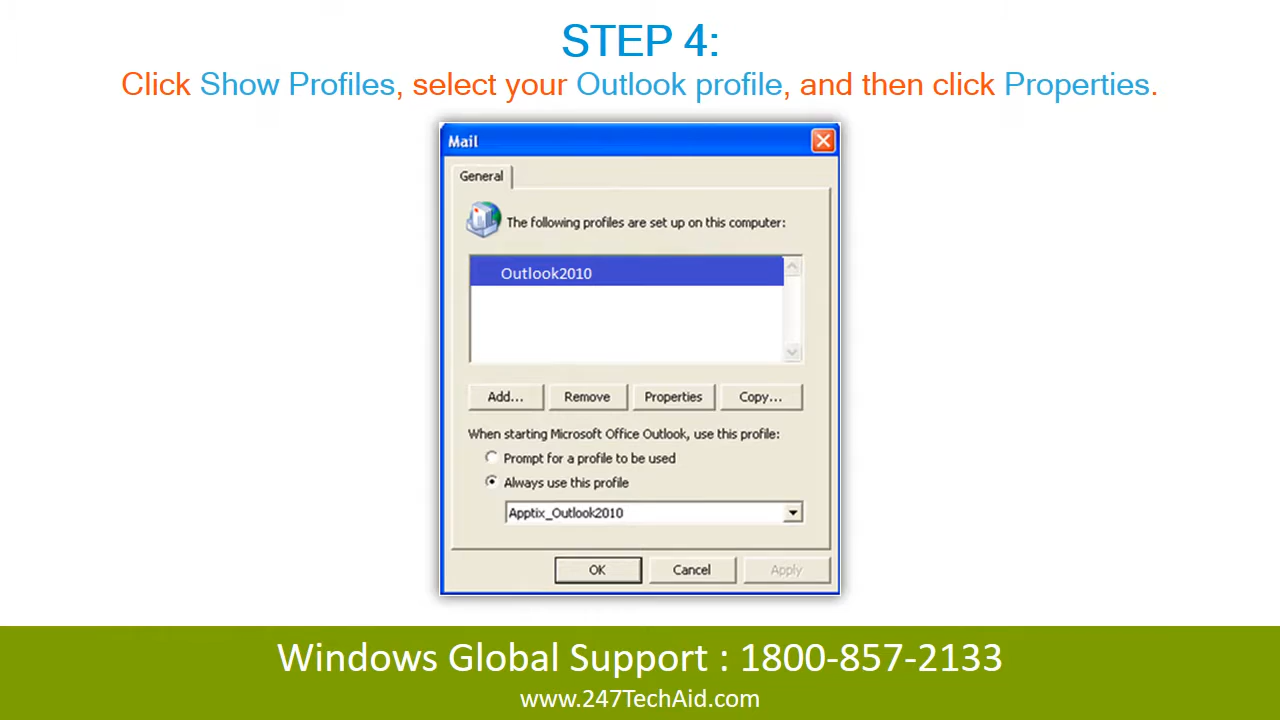 STEP 4:
Click Show Profiles, select your Outlook profile, and then click Properties.
Mail
General
The following profiles are set up on this computer:
Outlook2010
Add... Remove Properties Copy...
When starting Microsoft Office Outlook, use this profile:
Prompt for a profile to be used
Always use this profile
Apptix_Outlook2010
OK Cancel Apply
Windows Global Support : 1800-857-2133
www.247TechAid.com